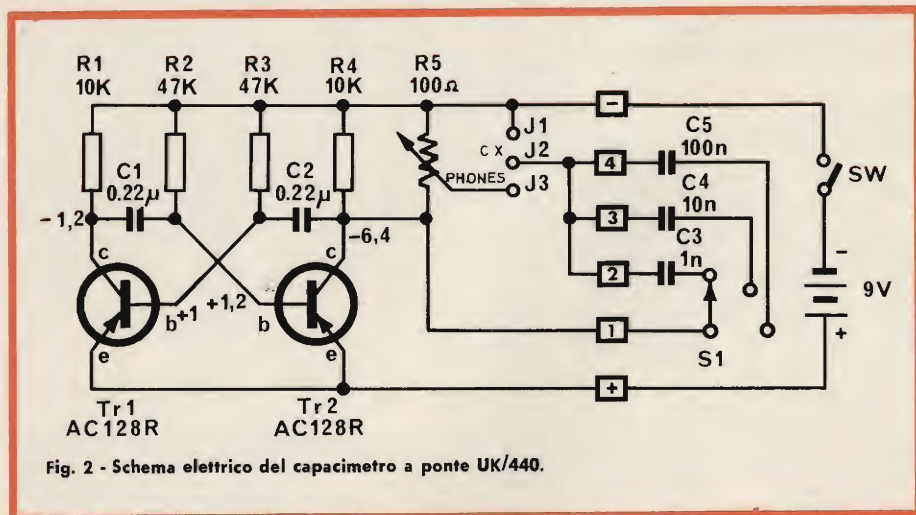 R1 R2 R3 R4 R5
10K 47K 47K 10K 100Ω
C1 C2
0.22µ 0.22µ
-1,2
-6,4
c c
b +1 +1,2 b
e e
Tr1 Tr2
AC128R AC128R
J1
CX J2
PHONES J3
-
4
3
2
1
+
C5
100n
C4
10n
C3
1n
S1
SW
-
9V
+
Fig. 2 - Schema elettrico del capacimetro a ponte UK/440.